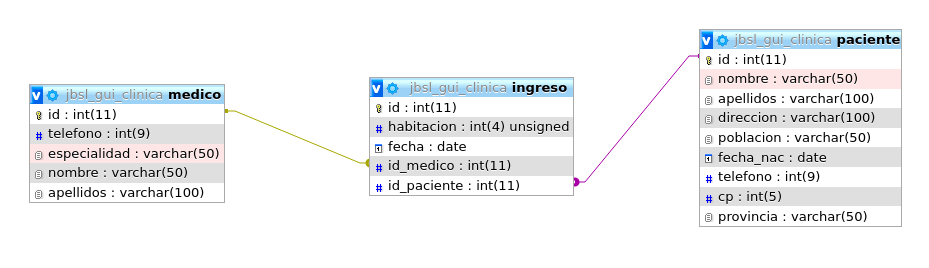 v jbsl_gui_clinica medico
id : int(11)
telefono : int(9)
especialidad : varchar(50)
nombre : varchar(50)
apellidos : varchar(100)
v jbsl_gui_clinica ingreso
id : int(11)
habitacion : int(4) unsigned
fecha : date
id_medico : int(11)
id_paciente : int(11)
v jbsl_gui_clinica paciente
id : int(11)
nombre : varchar(50)
apellidos : varchar(100)
direccion : varchar(100)
poblacion : varchar(50)
fecha_nac : date
telefono : int(9)
cp : int(5)
provincia : varchar(50)